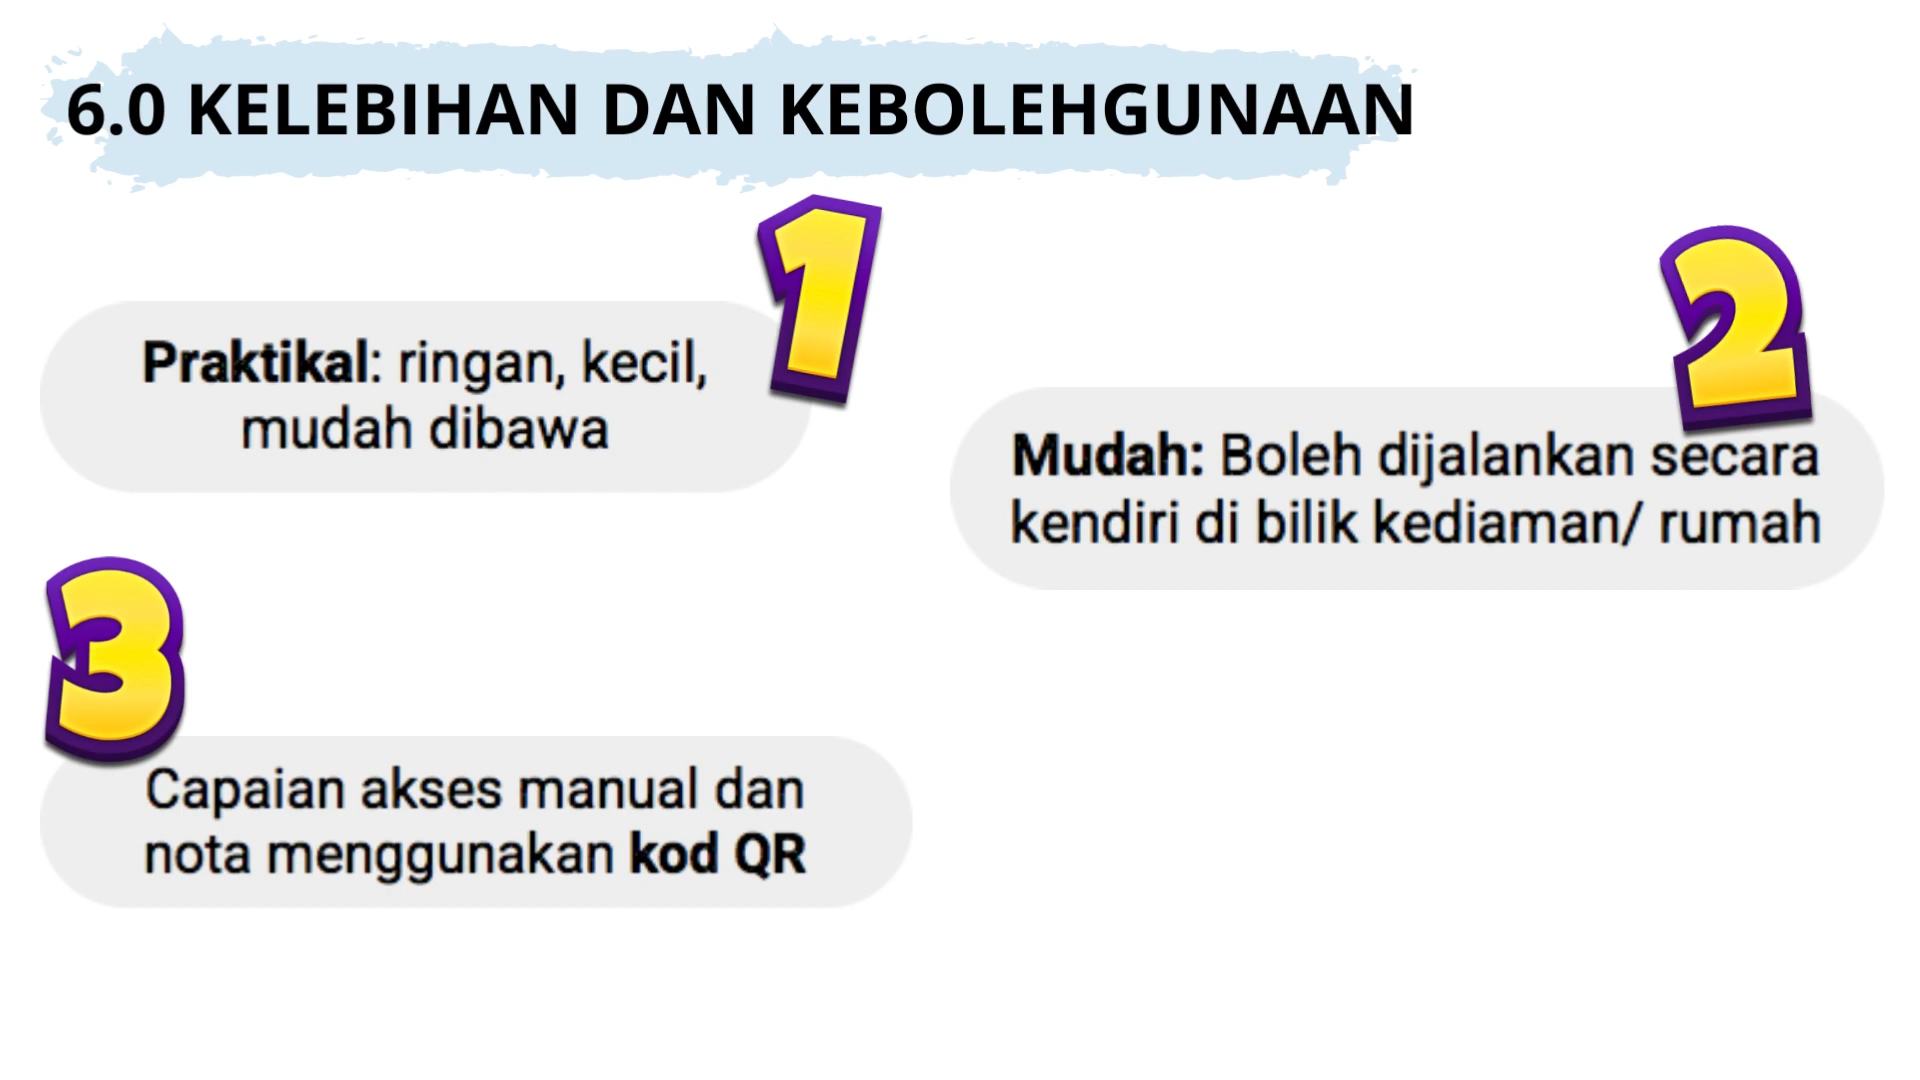 6.0 KELEBIHAN DAN KEBOLEHGUNAAN
1
Praktikal: ringan, kecil,
mudah dibawa
2
Mudah: Boleh dijalankan secara
kendiri di bilik kediaman/ rumah
3
Capaian akses manual dan
nota menggunakan kod QR